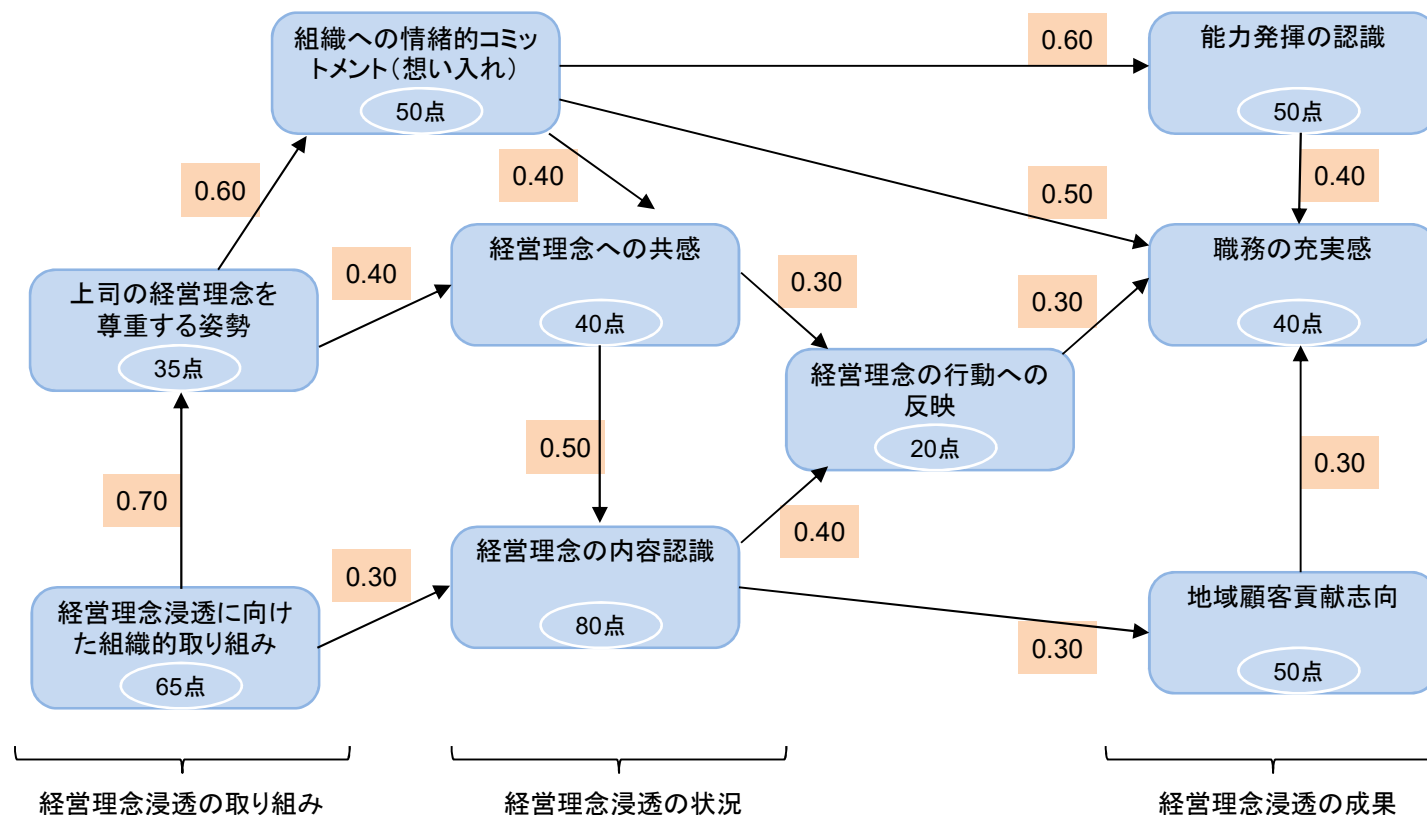 組織への情緒的コミッ
トメント（想い入れ）
50点
0.60
能力発揮の認識
50点
0.60
0.40
0.50
0.40
経営理念への共感
40点
職務の充実感
40点
上司の経営理念を
尊重する姿勢
35点
0.40
0.30
0.30
経営理念の行動への
反映
20点
0.70
0.50
0.40
0.30
経営理念の内容認識
80点
0.30
0.30
経営理念浸透に向け
た組織的取り組み
65点
地域顧客貢献志向
50点
経営理念浸透の取り組み
経営理念浸透の状況
経営理念浸透の成果